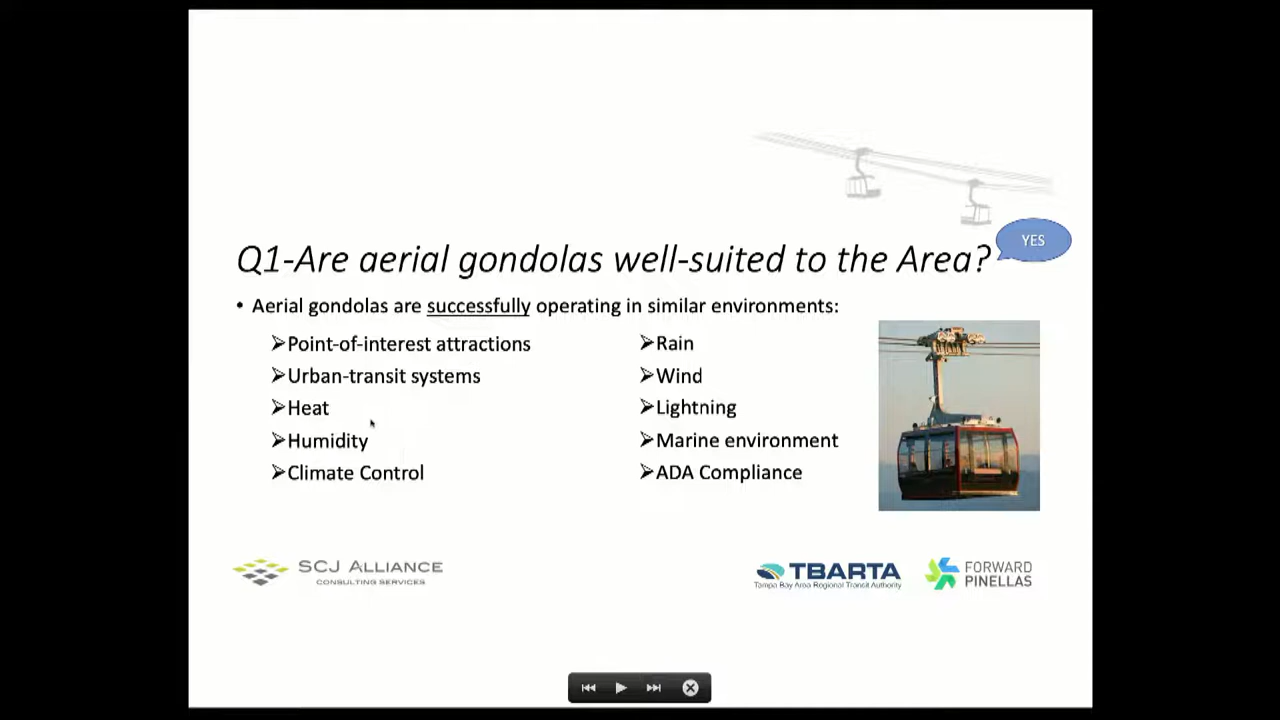 YES
Q1-Are aerial gondolas well-suited to the Area?
• Aerial gondolas are successfully operating in similar environments:
➢Point-of-interest attractions
➢Urban-transit systems
➢Heat
➢Humidity
➢Climate Control
➢Rain
➢Wind
➢Lightning
➢Marine environment
➢ADA Compliance
SCJ ALLIANCE
CONSULTING SERVICES
TBARTA
Tampa Bay Area Regional Transit Authority
FORWARD
PINELLAS